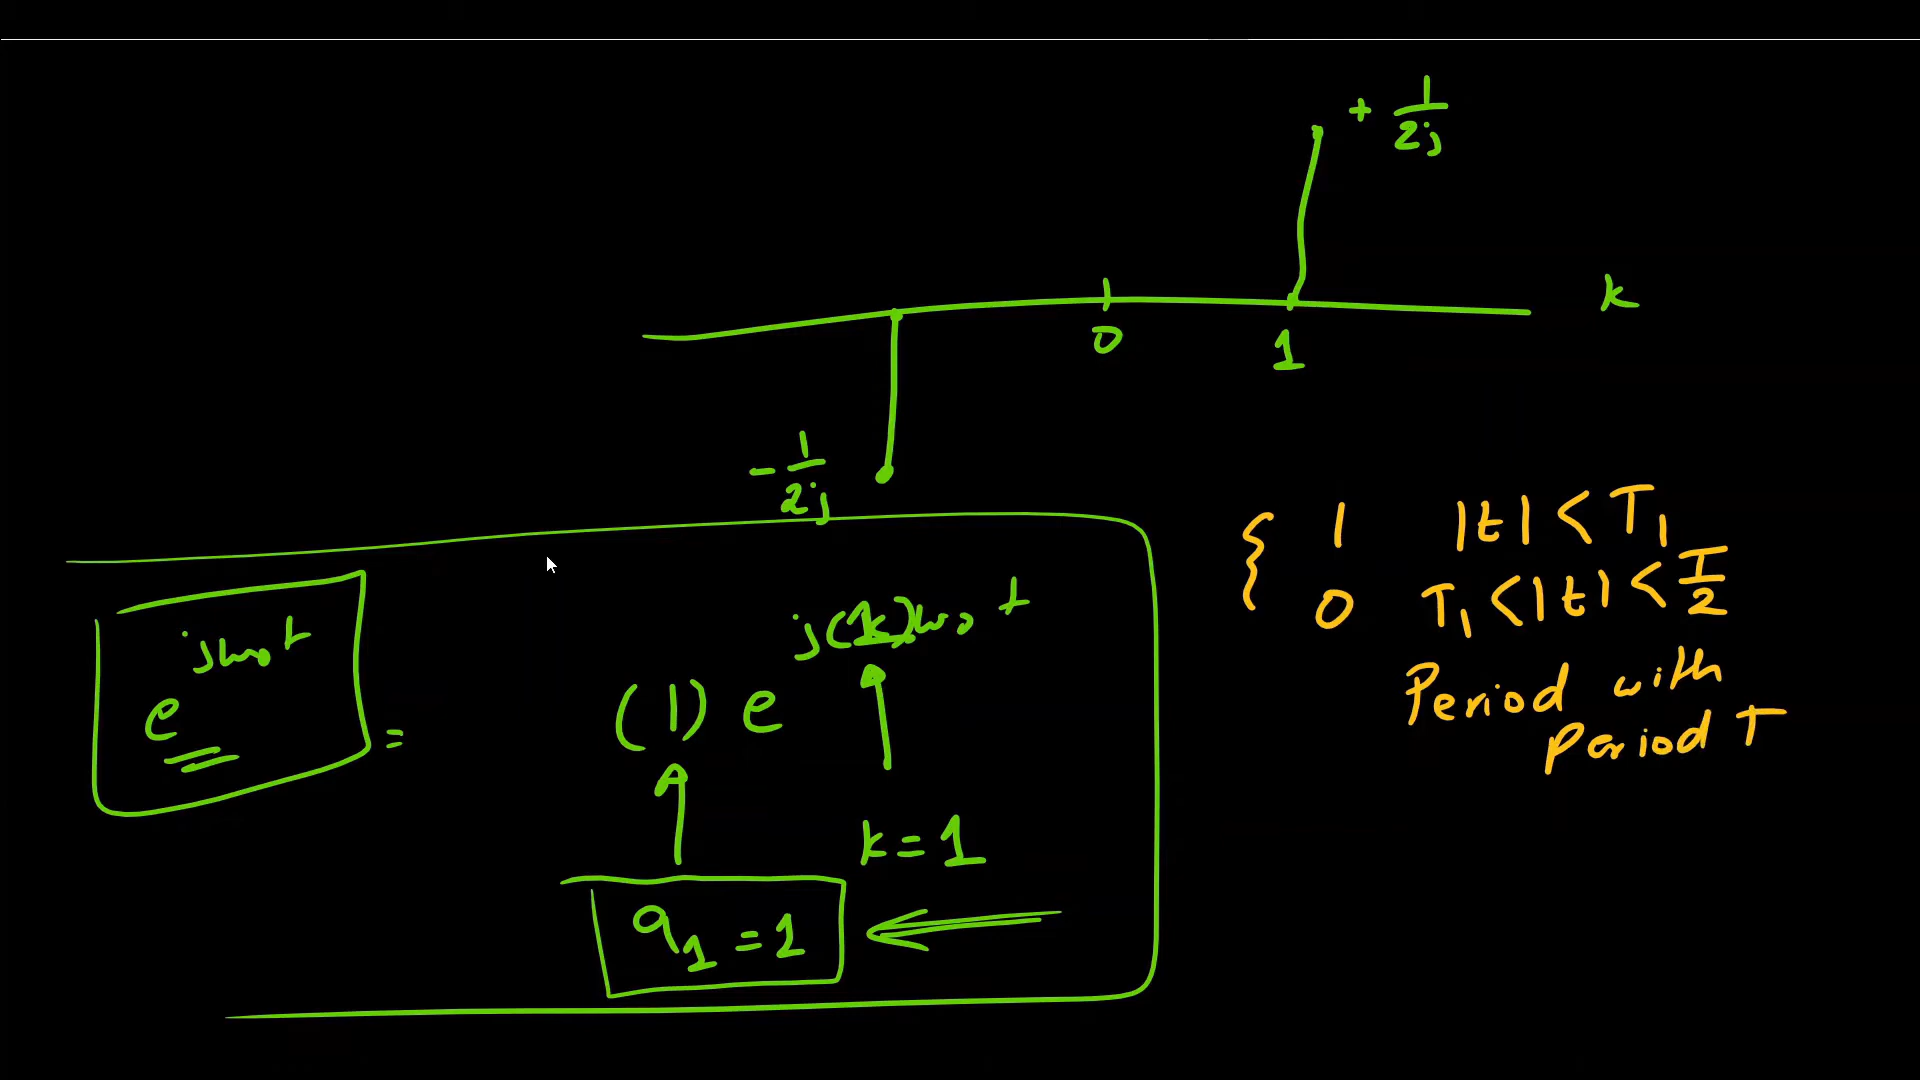 + 1/2j
k
0 1
- 1/2j
e^{jω₀t} = (1) e^{j(k)ω₀t}
k = 1
a₁ = 1
{ 1 |t| < T₁
0 T₁ < |t| < T/2
Period with
Period T